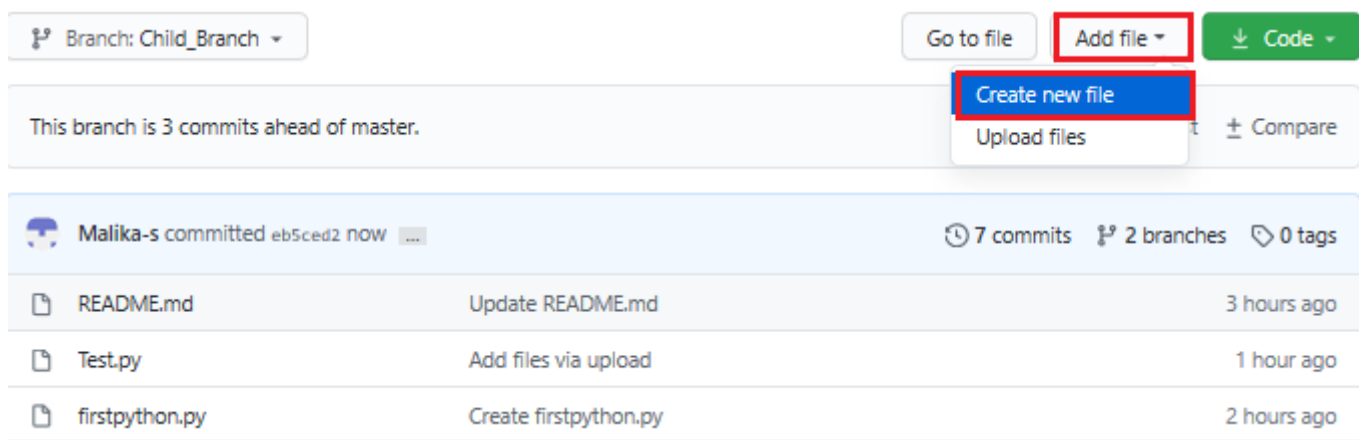 Branch: Child_Branch
Go to file
Add file
Code
Create new file
Upload files
This branch is 3 commits ahead of master.
Compare
Malika-s committed eb5ced2 now ...
7 commits
2 branches
0 tags
README.md Update README.md 3 hours ago
Test.py Add files via upload 1 hour ago
firstpython.py Create firstpython.py 2 hours ago